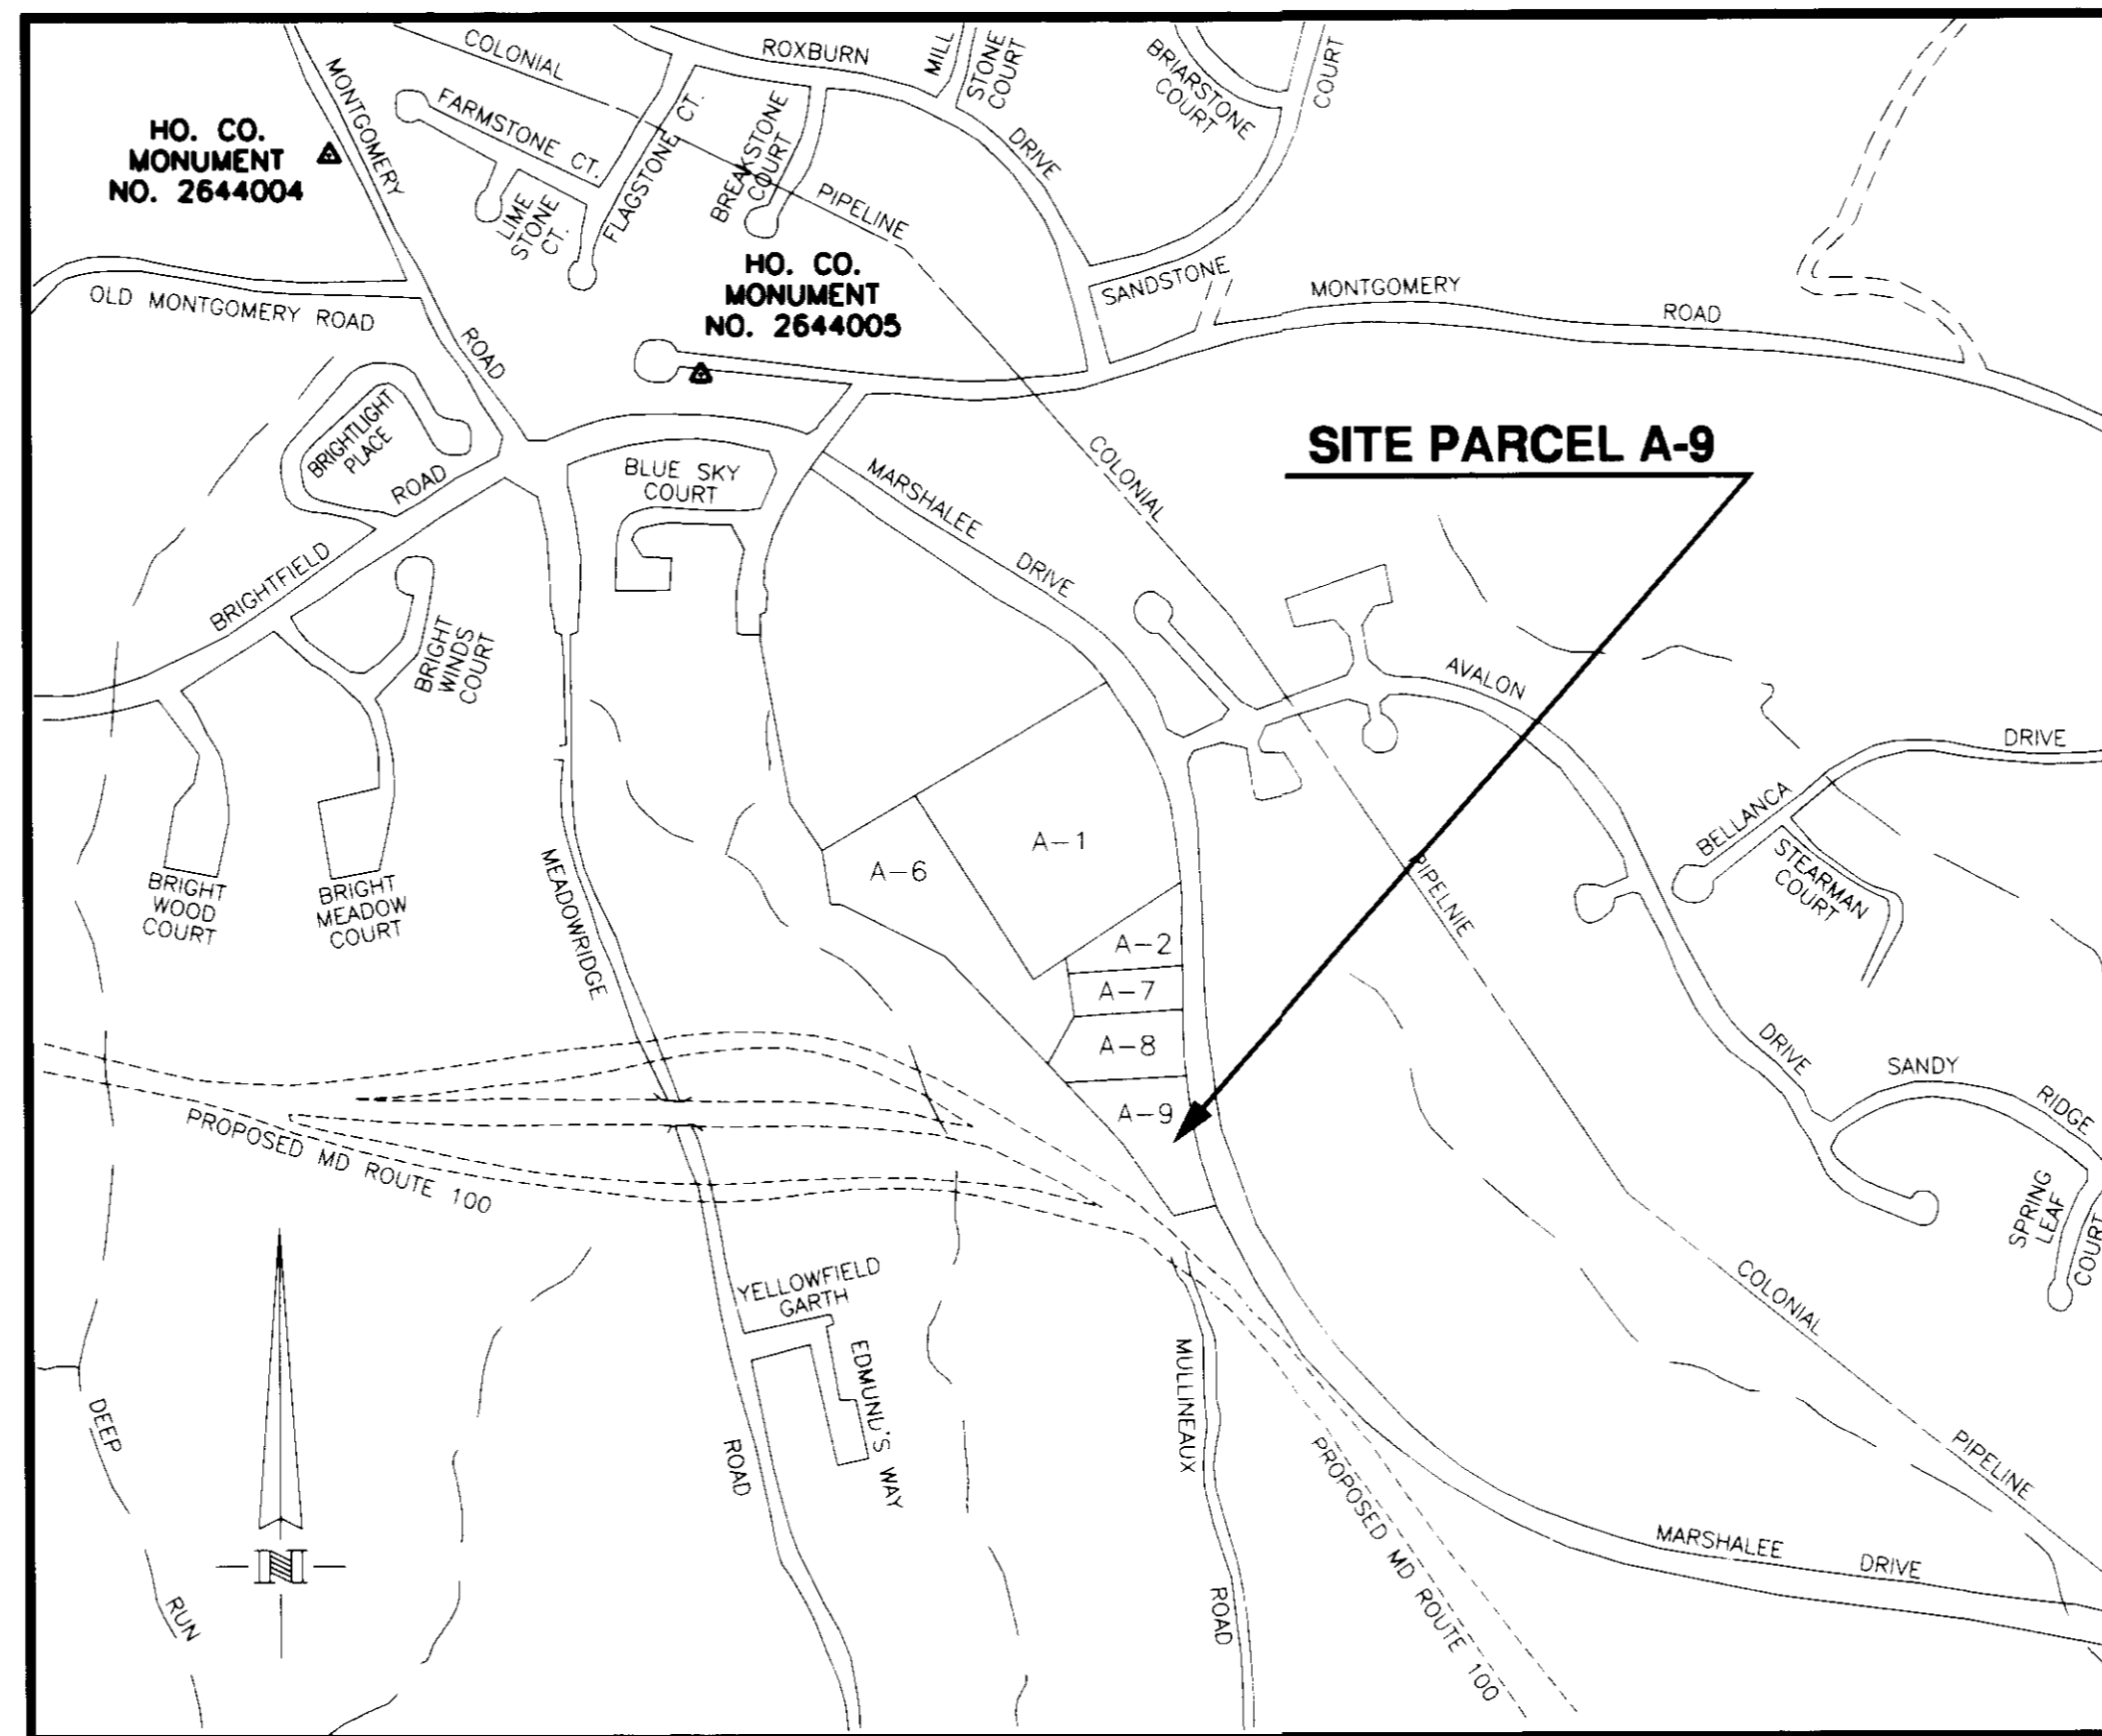 COLONIAL
ROXBURN
MILL
STONE
COURT
BRIARSTONE
COURT
COURT
MONTGOMERY
FARMSTONE CT.
FLAGSTONE CT.
BREAKSTONE
COURT
DRIVE
HO. CO.
MONUMENT
NO. 2644004
LIME
STONE
CT.
PIPELINE
HO. CO.
MONUMENT
NO. 2644005
SANDSTONE
MONTGOMERY
ROAD
OLD MONTGOMERY ROAD
ROAD
BRIGHTLIGHT
PLACE
ROAD
BLUE SKY
COURT
MARSHALEE
DRIVE
COLONIAL
SITE PARCEL A-9
BRIGHTFIELD
BRIGHT
WINDS
COURT
AVALON
DRIVE
BELLANCA
STEARMAN
COURT
A-1
A-6
PIPELNIE
BRIGHT
WOOD
COURT
BRIGHT
MEADOW
COURT
MEADOWRIDGE
A-2
A-7
A-8
A-9
DRIVE
SANDY
RIDGE
PROPOSED MD ROUTE 100
SPRING
LEAF
COURT
YELLOWFIELD
GARTH
EDMUND'S WAY
COLONIAL
MULLINEAUX
DEEP
ROAD
PROPOSED MD ROUTE 100
PIPELINE
MARSHALEE
DRIVE
RUN
ROAD
N